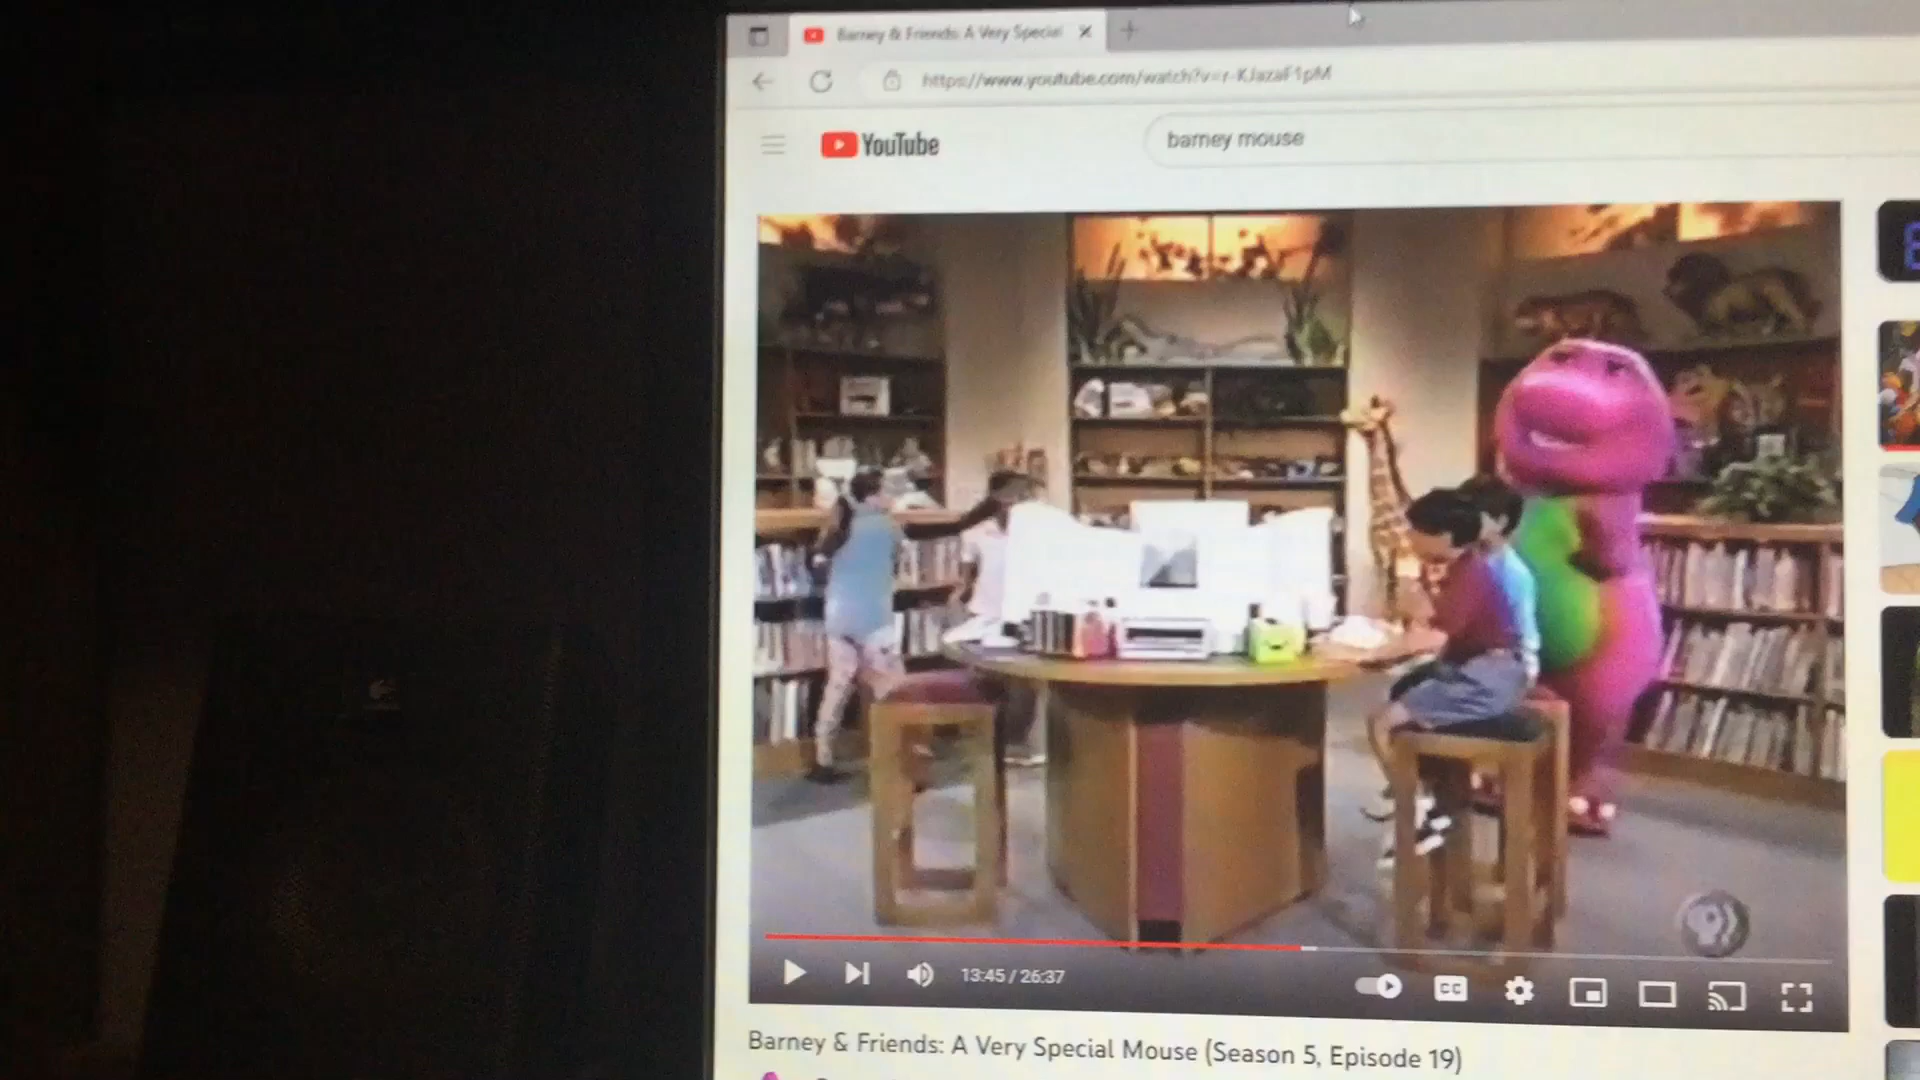 Barney & Friends: A Very Special
https://www.youtube.com/watch?v=r-KJazaF1pM
YouTube
barney mouse
13:45 / 26:37
CC
Barney & Friends: A Very Special Mouse (Season 5, Episode 19)